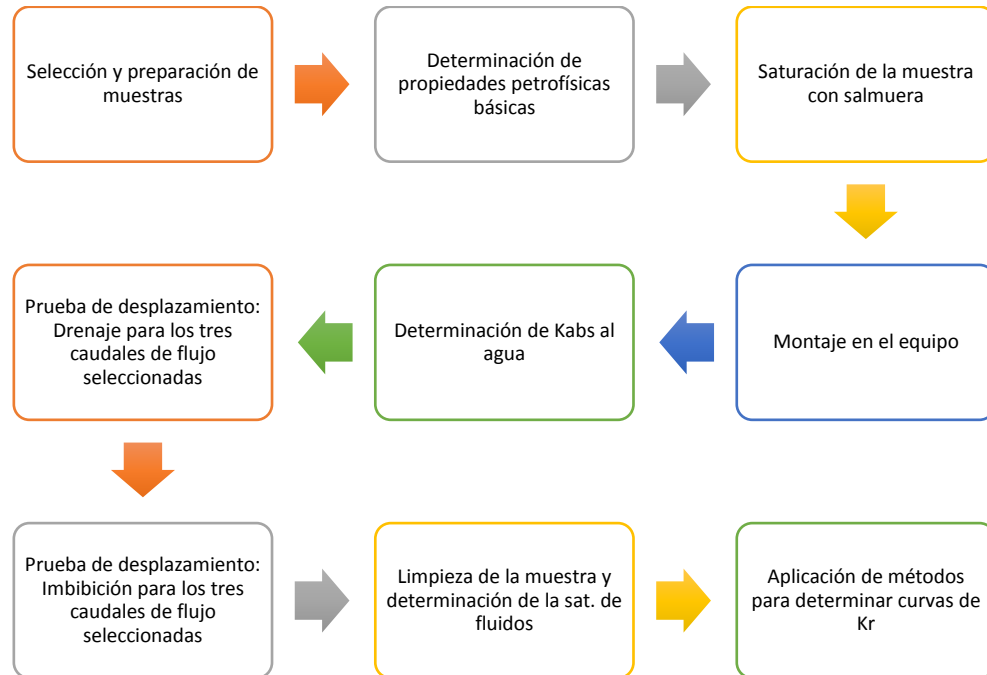 Selección y preparación de
muestras
Determinación de
propiedades petrofísicas
básicas
Saturación de la muestra
con salmuera
Montaje en el equipo
Determinación de Kabs al
agua
Prueba de desplazamiento:
Drenaje para los tres
caudales de flujo
seleccionadas
Prueba de desplazamiento:
Imbibición para los tres
caudales de flujo
seleccionadas
Limpieza de la muestra y
determinación de la sat. de
fluidos
Aplicación de métodos
para determinar curvas de
Kr